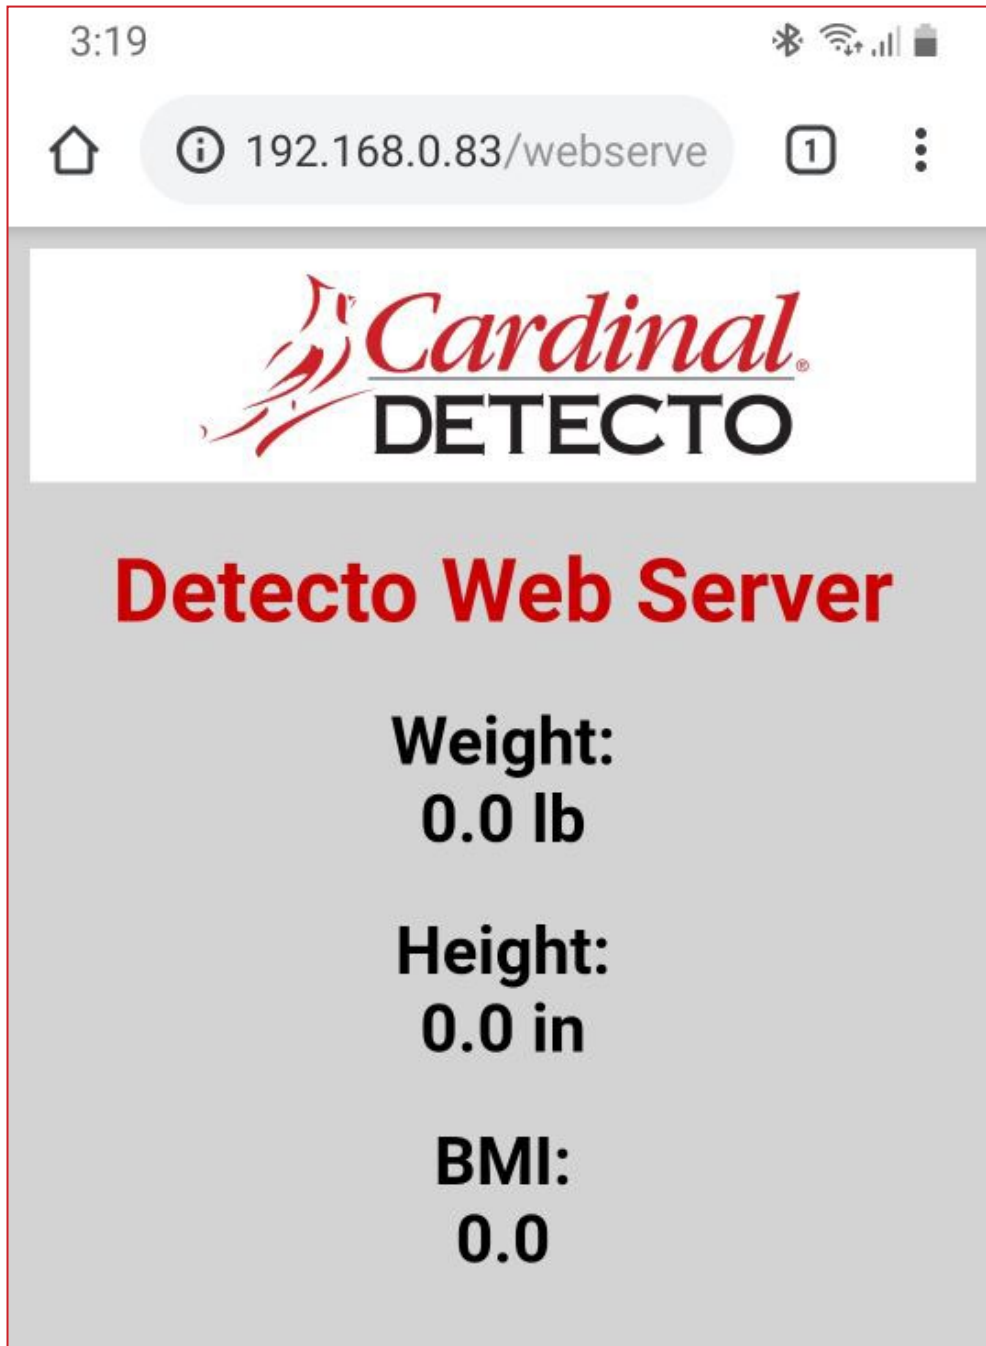 3:19
192.168.0.83/webserve
1
Cardinal®
DETECTO
Detecto Web Server
Weight:
0.0 lb
Height:
0.0 in
BMI:
0.0